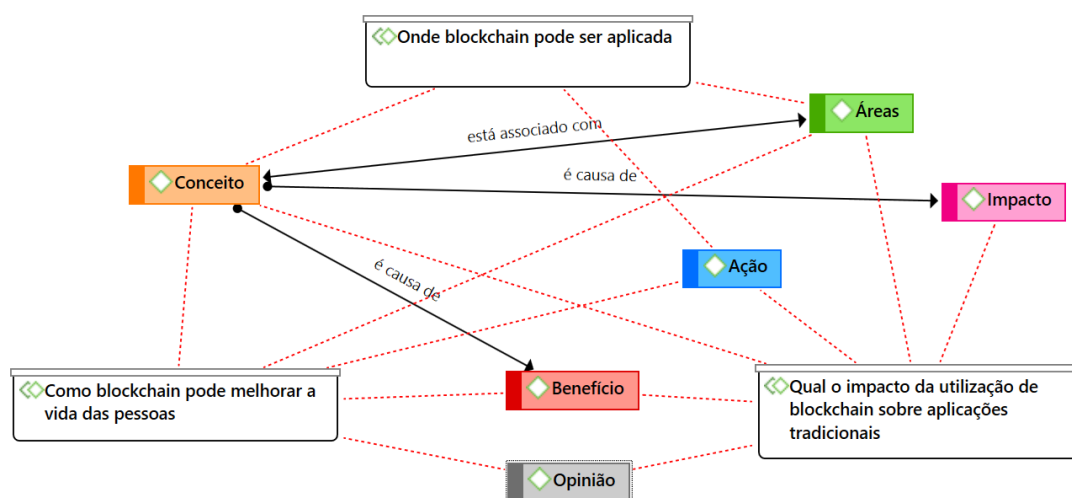 Onde blockchain pode ser aplicada
Áreas
está associado com
Conceito
é causa de
Impacto
Ação
é causa de
Como blockchain pode melhorar a
vida das pessoas
Benefício
Qual o impacto da utilização de
blockchain sobre aplicações
tradicionais
Opinião